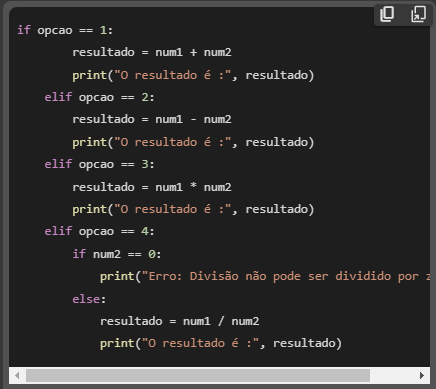 if opcao == 1:
        resultado = num1 + num2
        print("O resultado é :", resultado)
    elif opcao == 2:
        resultado = num1 - num2
        print("O resultado é :", resultado)
    elif opcao == 3:
        resultado = num1 * num2
        print("O resultado é :", resultado)
    elif opcao == 4:
        if num2 == 0:
            print("Erro: Divisão não pode ser dividido por
        else:
            resultado = num1 / num2
            print("O resultado é :", resultado)